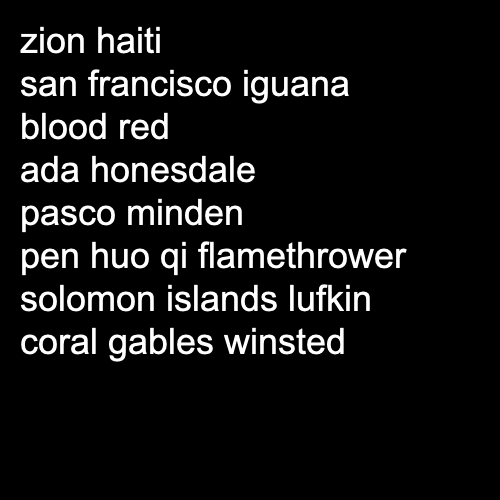 zion haiti
san francisco iguana
blood red
ada honesdale
pasco minden
pen huo qi flamethrower
solomon islands lufkin
coral gables winsted